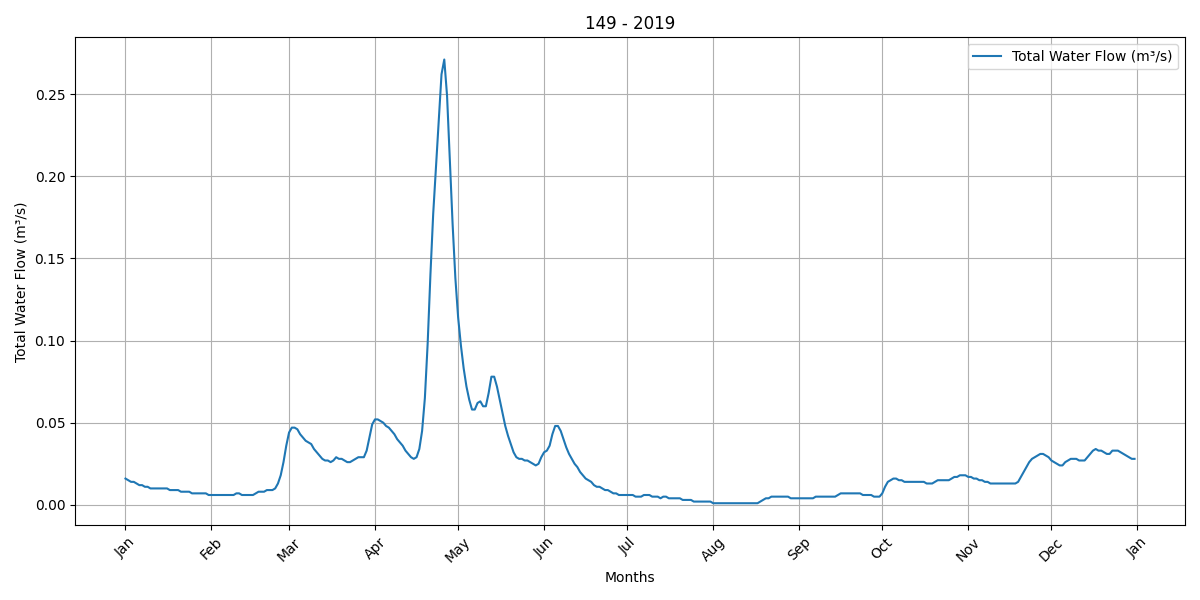 149 - 2019
Total Water Flow (m³/s)
Total Water Flow (m³/s)
0.25
0.20
0.15
0.10
0.05
0.00
Jan
Feb
Mar
Apr
May
Jun
Jul
Aug
Sep
Oct
Nov
Dec
Jan
Months